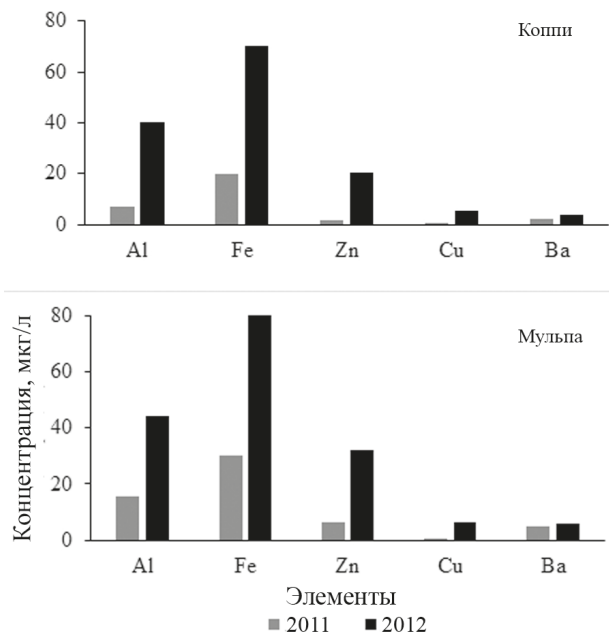 Коппи
80
60
40
20
0
Al Fe Zn Cu Ba
Мульпа
Концентрация, мкг/л
80
60
40
20
0
Al Fe Zn Cu Ba
Элементы
2011 2012